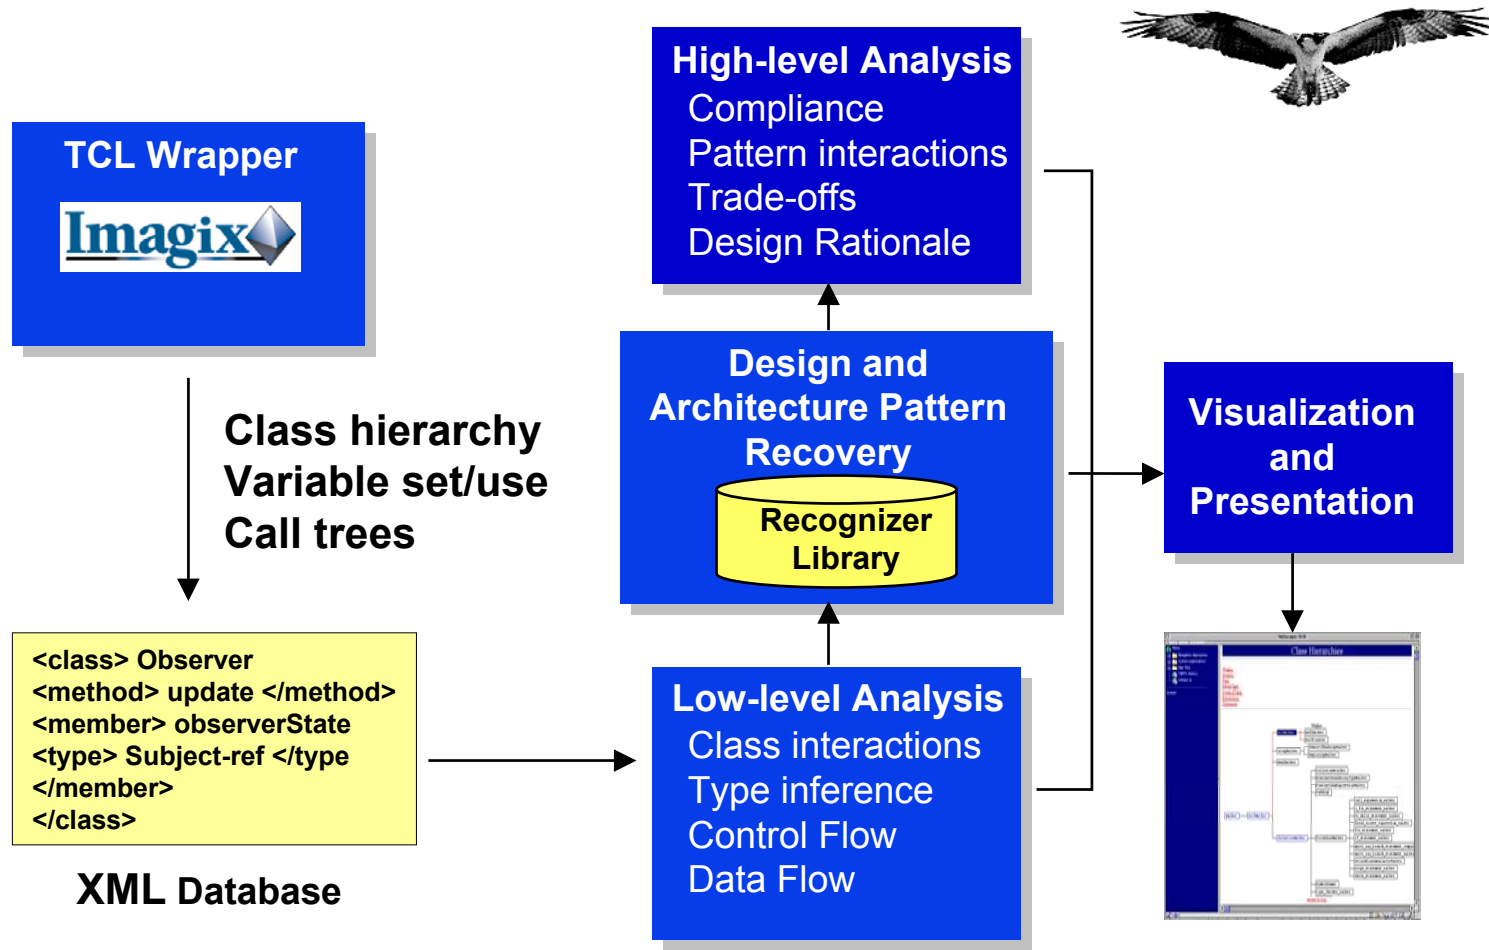 TCL Wrapper
Imagix
Class hierarchy
Variable set/use
Call trees
<class> Observer
<method> update </method>
<member> observerState
<type> Subject-ref </type
</member>
</class>
XML Database
High-level Analysis
Compliance
Pattern interactions
Trade-offs
Design Rationale
Design and
Architecture Pattern
Recovery
Recognizer
Library
Low-level Analysis
Class interactions
Type inference
Control Flow
Data Flow
Visualization
and
Presentation
Class Hierarchies